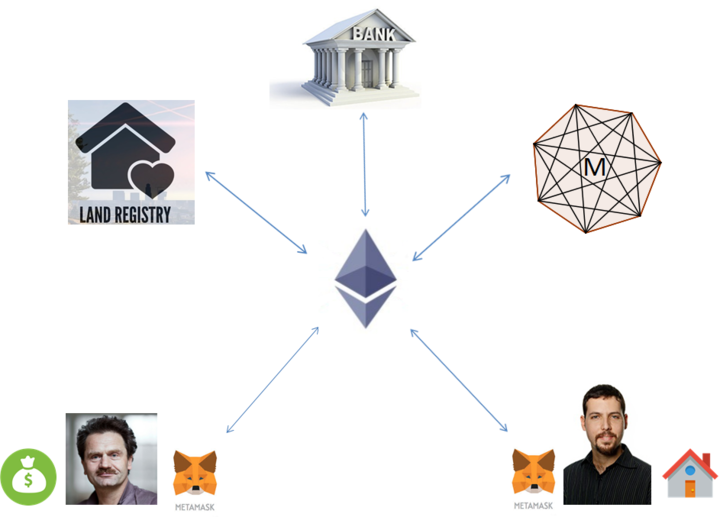 BANK
LAND REGISTRY
M
$
METAMASK
METAMASK